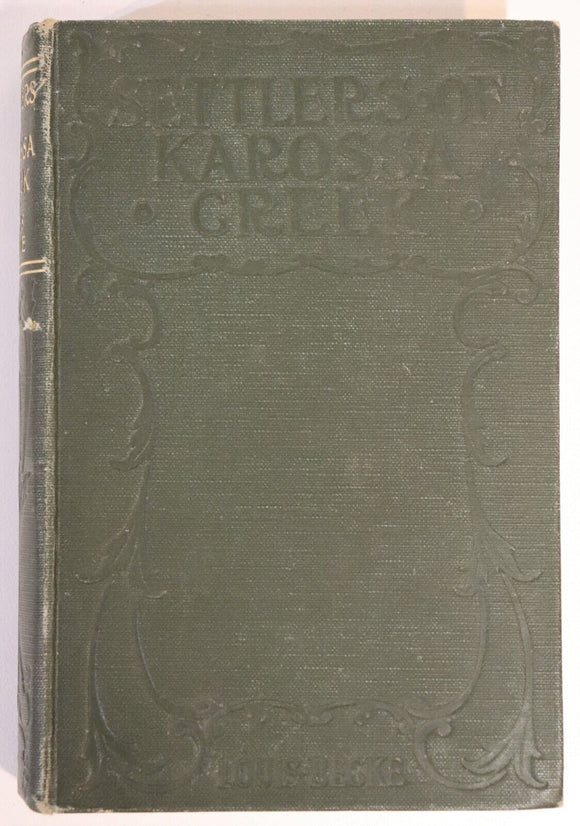 SETTLERS·OF
KAROSSA
· CREEK ·
LOUIS·BECKE